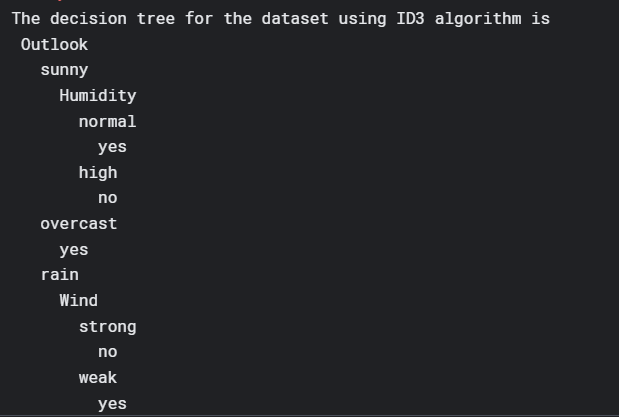 The decision tree for the dataset using ID3 algorithm is
Outlook
sunny
Humidity
normal
yes
high
no
overcast
yes
rain
Wind
strong
no
weak
yes